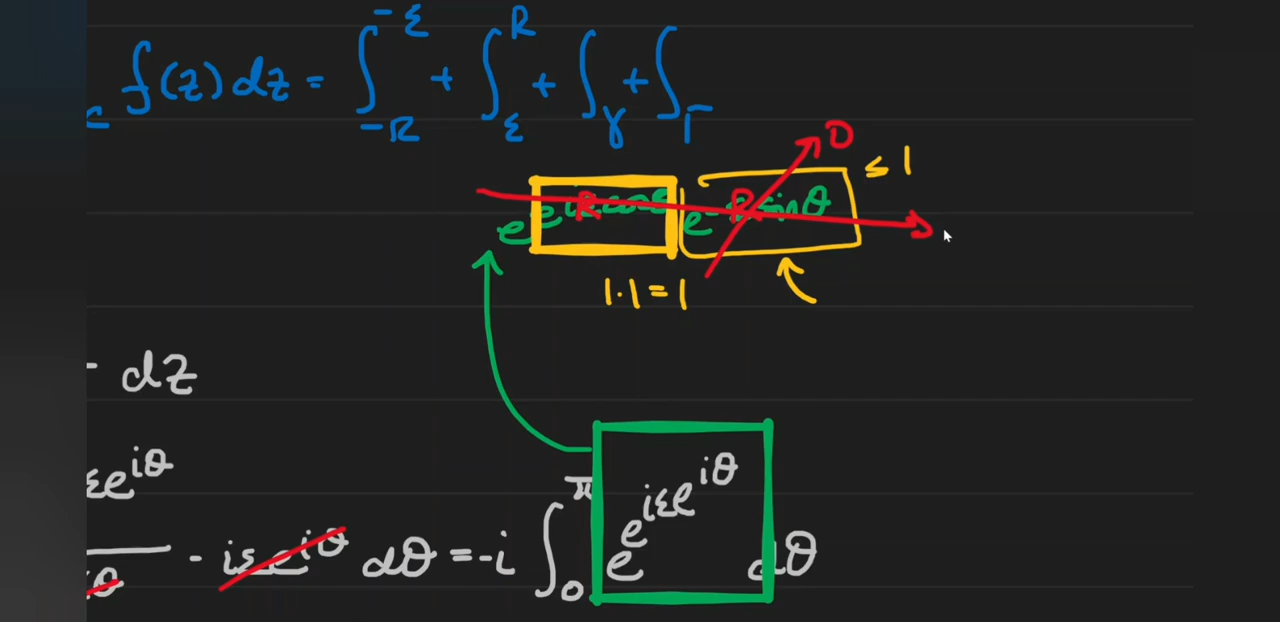 ∫_C f(z) dz = ∫_{-R}^{-ε} + ∫_ε^R + ∫_γ + ∫_Γ
0
≤ 1
e^{e^{iR cos θ} e^{-R sin θ}}
1·1 = 1
dz
εe^{iθ}
- iεe^{iθ} dθ = -i ∫_0^π e^{e^{iεe^{iθ}}} dθ
θ